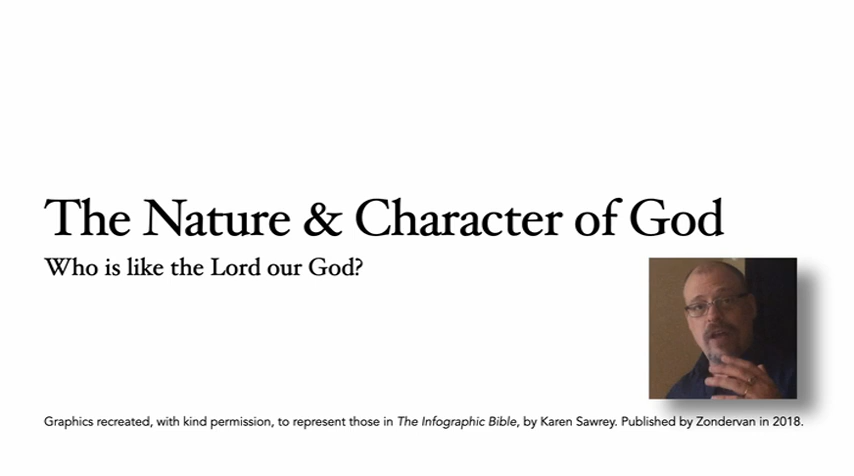 The Nature & Character of God
Who is like the Lord our God?
Graphics recreated, with kind permission, to represent those in The Infographic Bible, by Karen Sawrey. Published by Zondervan in 2018.